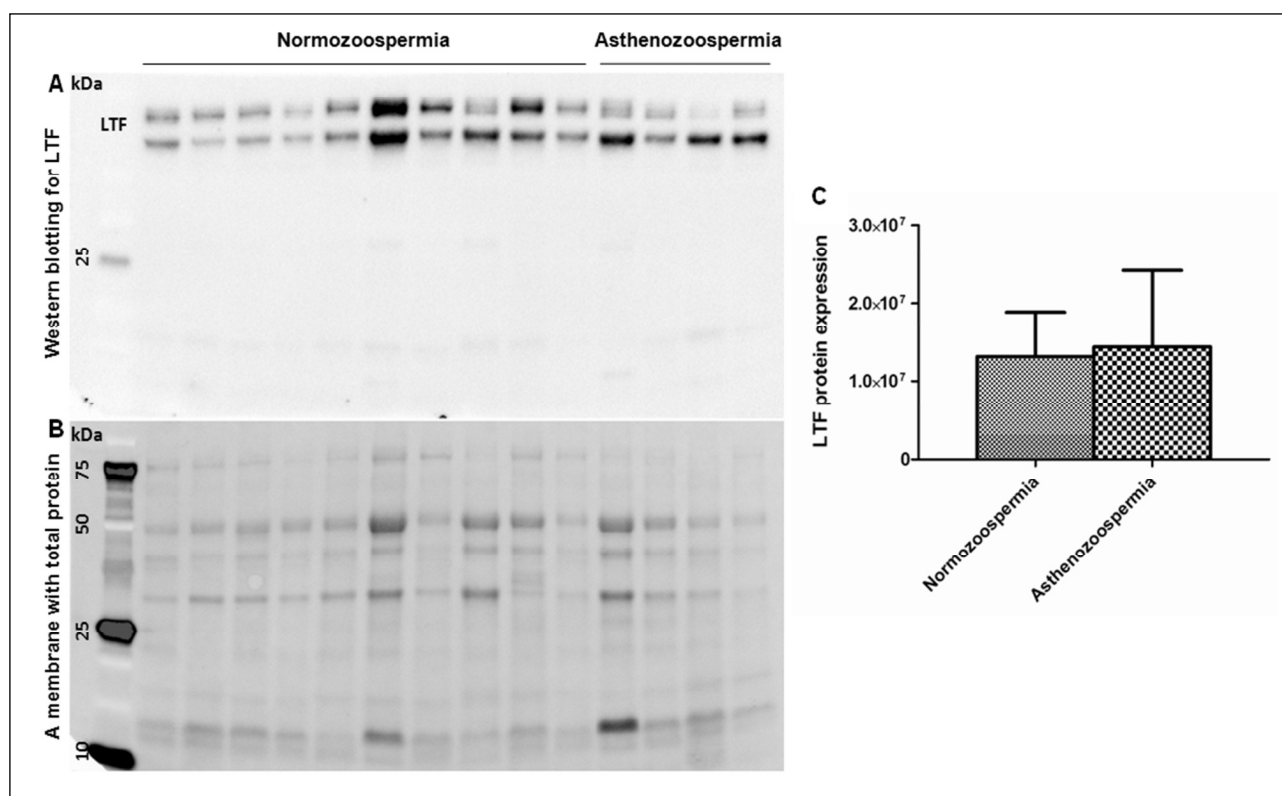 Normozoospermia Asthenozoospermia
A kDa
LTF
25
Western blotting for LTF
B kDa
75
50
25
10
A membrane with total protein
C
3.0×10⁷
2.0×10⁷
1.0×10⁷
0
LTF protein expression
Normozoospermia
Asthenozoospermia